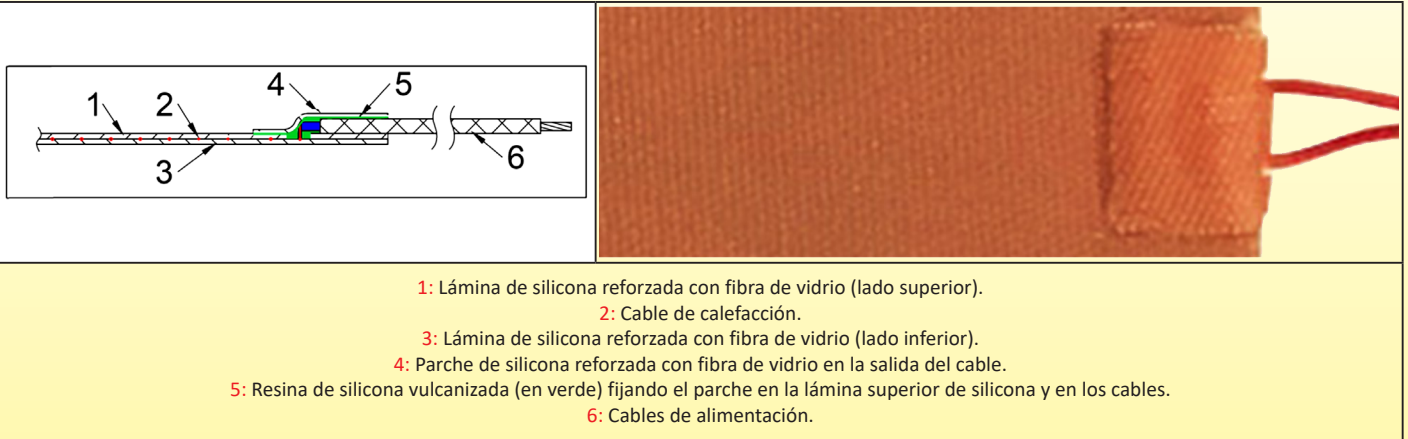 4 5
1 2
6
3
1: Lámina de silicona reforzada con fibra de vidrio (lado superior).
2: Cable de calefacción.
3: Lámina de silicona reforzada con fibra de vidrio (lado inferior).
4: Parche de silicona reforzada con fibra de vidrio en la salida del cable.
5: Resina de silicona vulcanizada (en verde) fijando el parche en la lámina superior de silicona y en los cables.
6: Cables de alimentación.